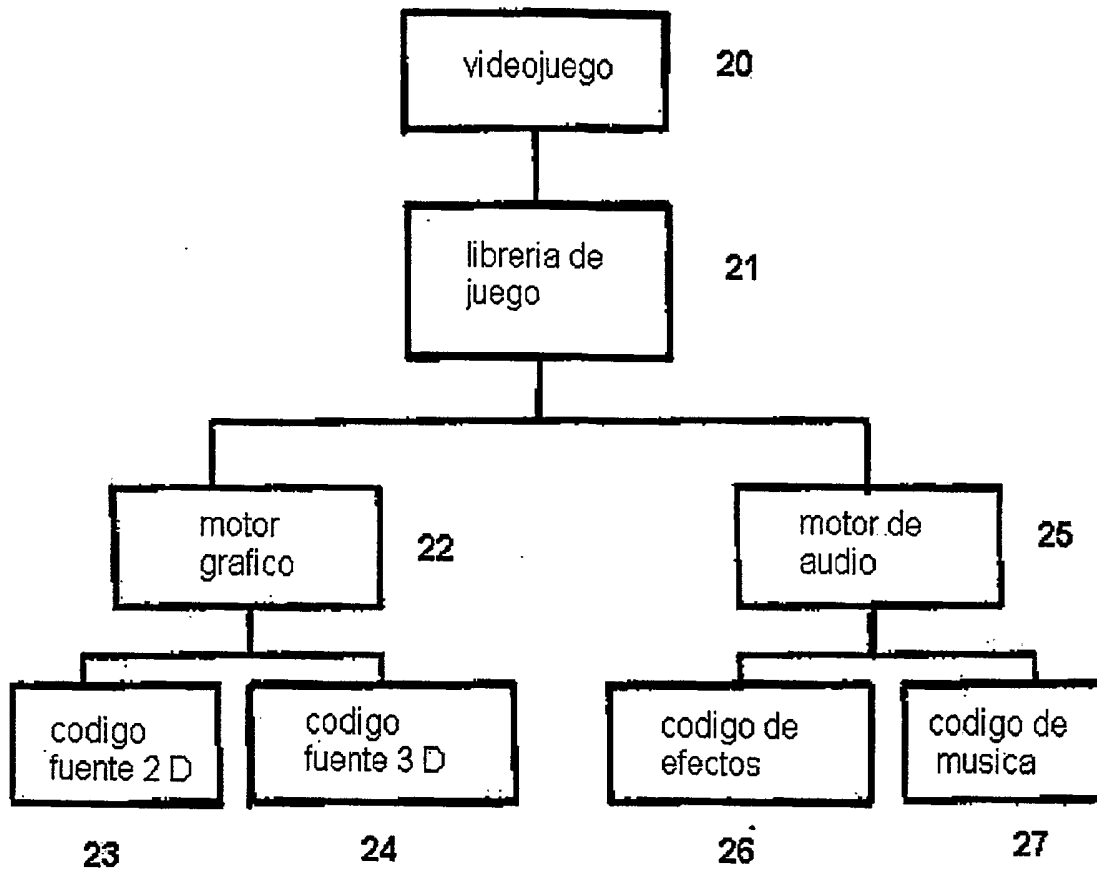 videojuego
20
libreria de
juego
21
motor
grafico
22
motor de
audio
25
codigo
fuente 2 D
codigo
fuente 3 D
codigo de
efectos
codigo de
musica
23
24
26
27